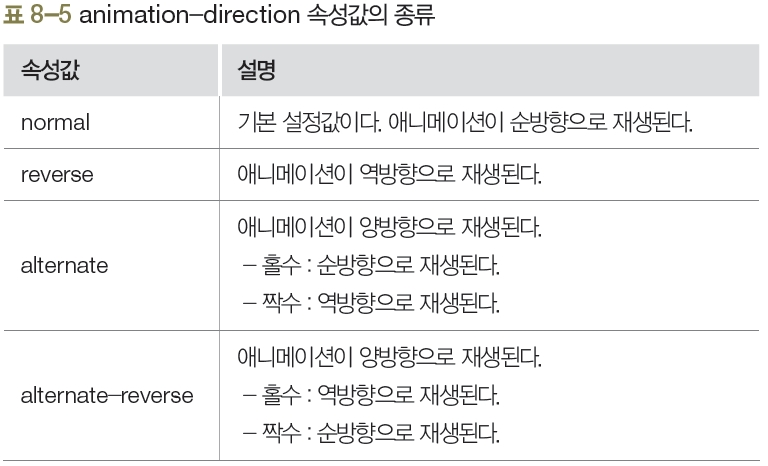 표 8-5 animation-direction 속성값의 종류
속성값 설명
normal 기본 설정값이다. 애니메이션이 순방향으로 재생된다.
reverse 애니메이션이 역방향으로 재생된다.
애니메이션이 양방향으로 재생된다.
alternate – 홀수 : 순방향으로 재생된다.
– 짝수 : 역방향으로 재생된다.
애니메이션이 양방향으로 재생된다.
alternate-reverse – 홀수 : 역방향으로 재생된다.
– 짝수 : 순방향으로 재생된다.